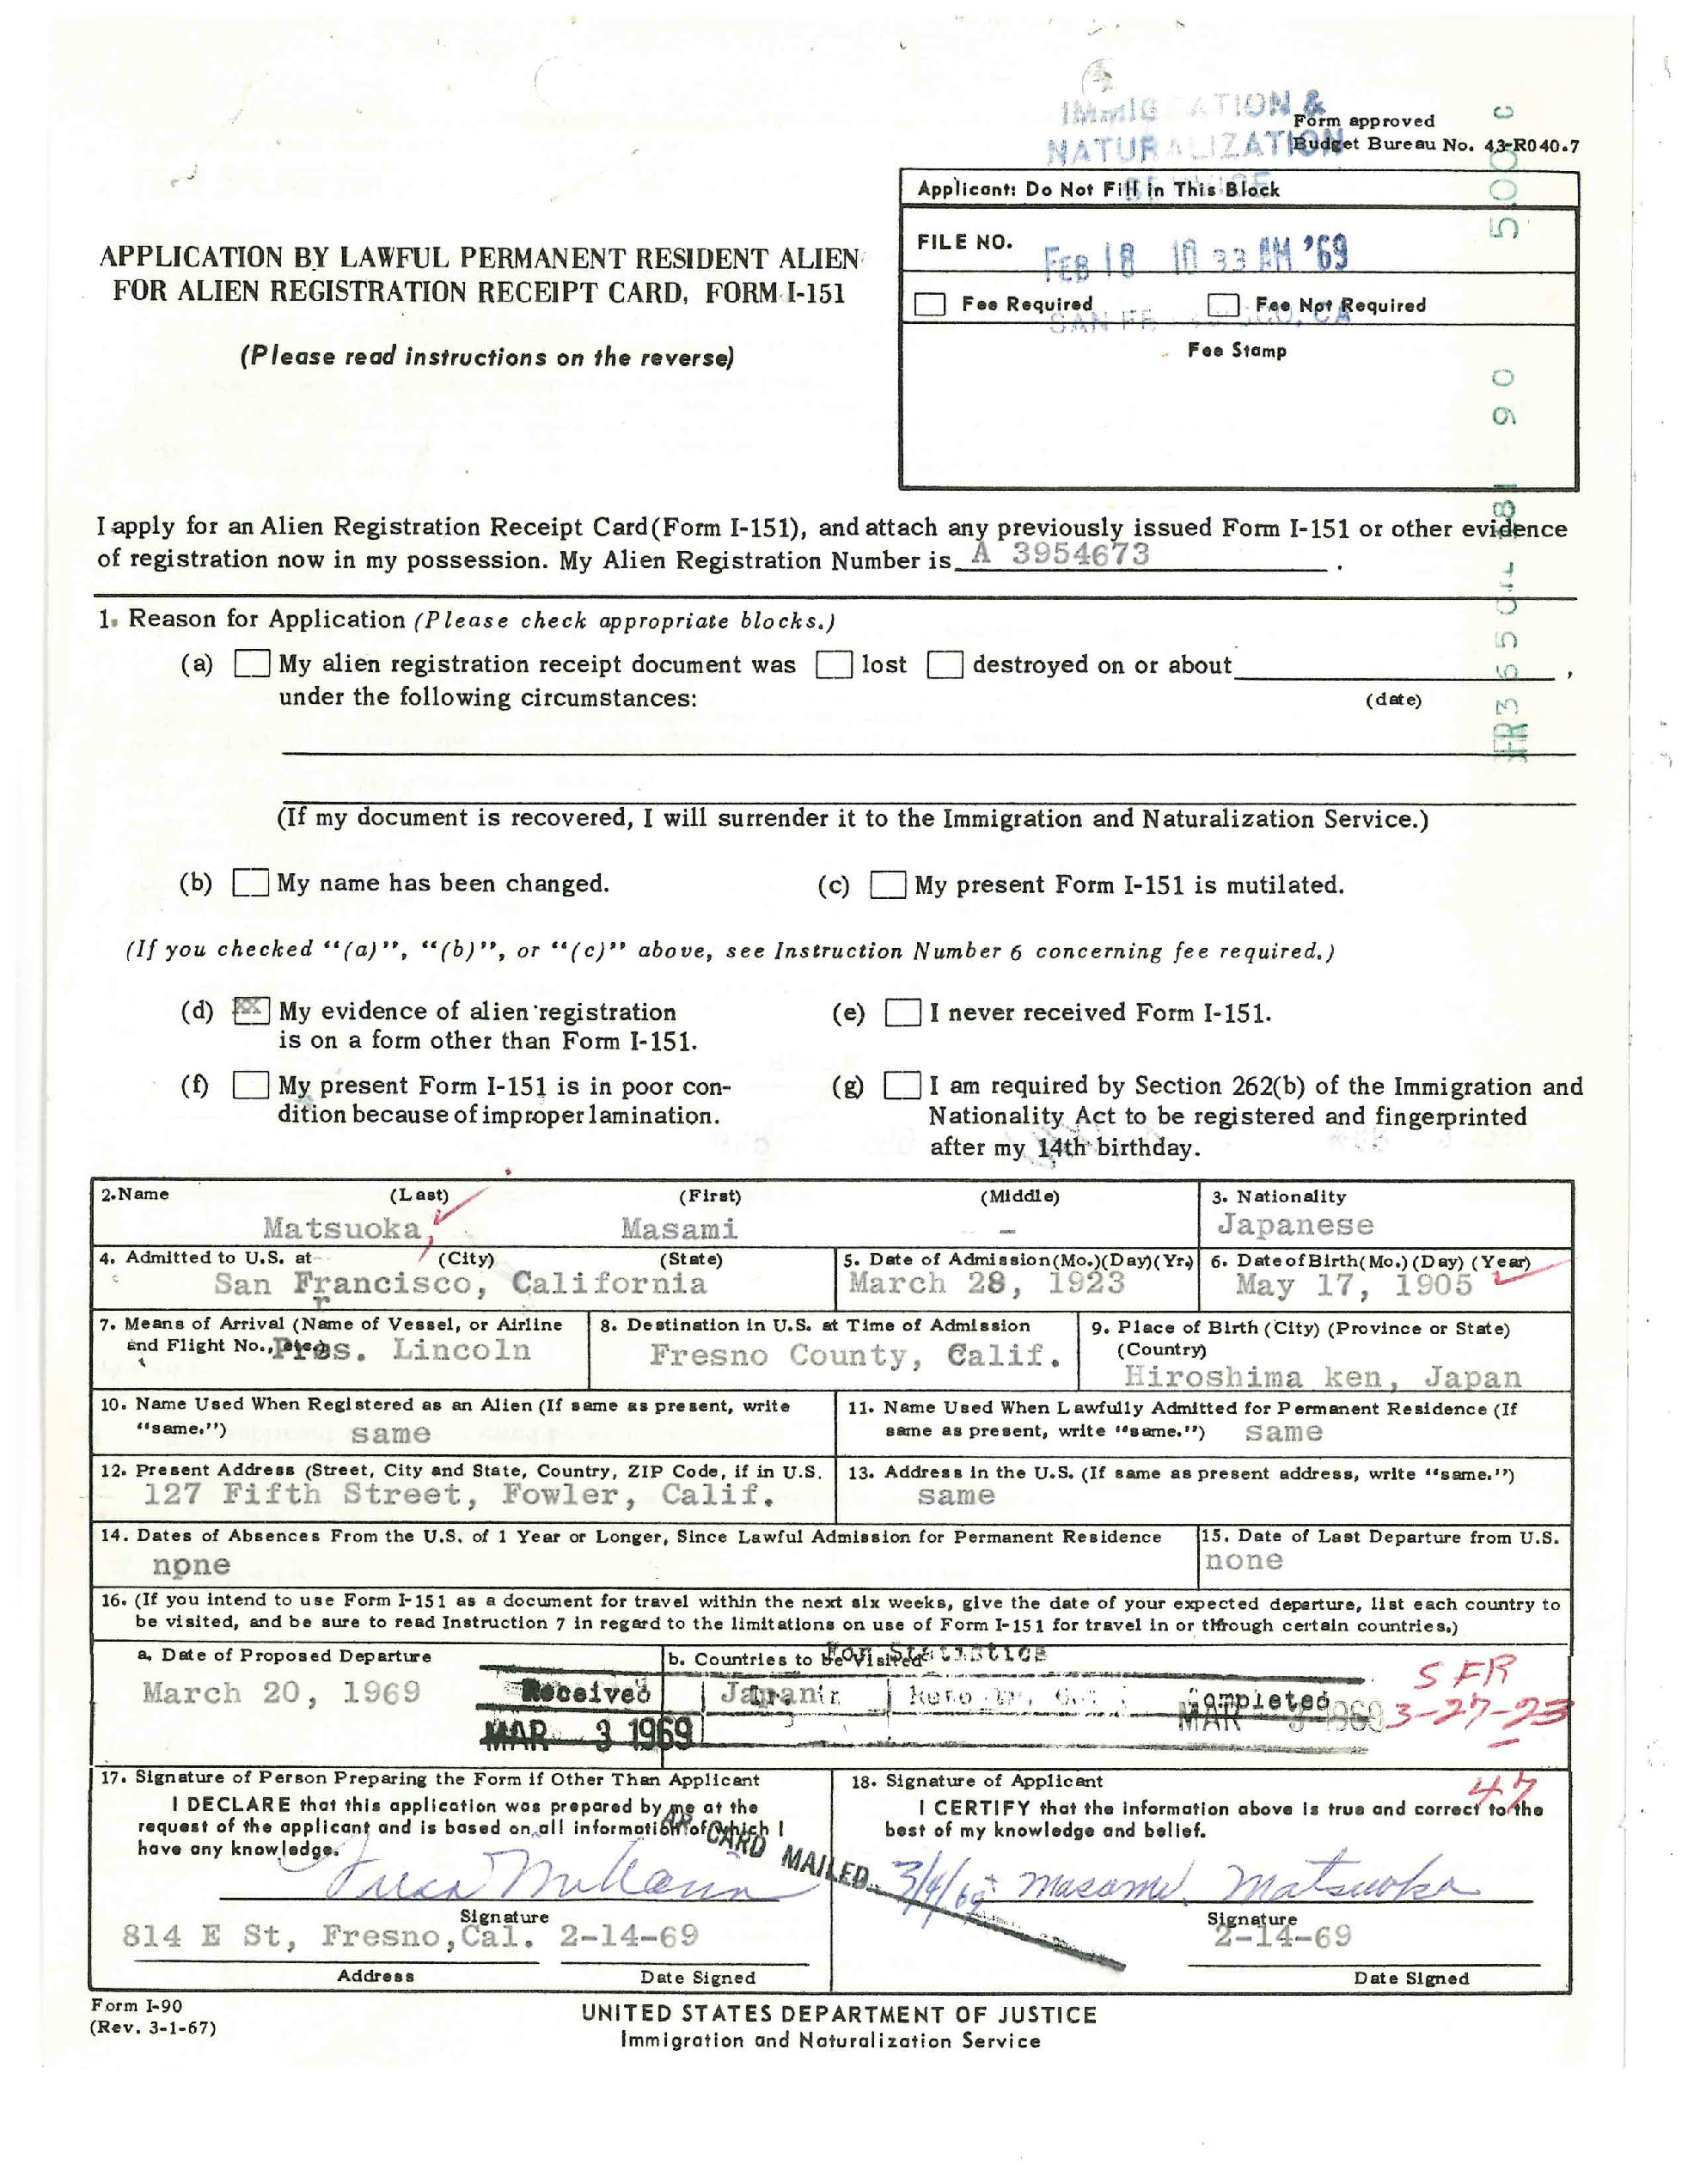 IMMIGRATION &
NATURALIZATION
SERVICE
Form approved
Budget Bureau No. 43-R040.7
Applicant: Do Not Fill in This Block
FILE NO.
FEB 18 10 33 AM '69
Fee Required
Fee Not Required
SAN FRANCISCO, CA
Fee Stamp
APPLICATION BY LAWFUL PERMANENT RESIDENT ALIEN
FOR ALIEN REGISTRATION RECEIPT CARD, FORM I-151
(Please read instructions on the reverse)
I apply for an Alien Registration Receipt Card (Form I-151), and attach any previously issued Form I-151 or other evidence
of registration now in my possession. My Alien Registration Number is A 3954673 .
1. Reason for Application (Please check appropriate blocks.)
(a) My alien registration receipt document was lost destroyed on or about ,
under the following circumstances: (date)
(If my document is recovered, I will surrender it to the Immigration and Naturalization Service.)
(b) My name has been changed. (c) My present Form I-151 is mutilated.
(If you checked "(a)", "(b)", or "(c)" above, see Instruction Number 6 concerning fee required.)
(d) XX My evidence of alien registration
is on a form other than Form I-151.
(e) I never received Form I-151.
(f) My present Form I-151 is in poor con-
dition because of improper lamination.
(g) I am required by Section 262(b) of the Immigration and
Nationality Act to be registered and fingerprinted
after my 14th birthday.
2.Name (Last) (First) (Middle)
Matsuoka, Masami -
3. Nationality
Japanese
4. Admitted to U.S. at (City) (State)
San Francisco, California
5. Date of Admission (Mo.)(Day)(Yr.)
March 28, 1923
6. Date of Birth (Mo.) (Day) (Year)
May 17, 1905
7. Means of Arrival (Name of Vessel, or Airline
and Flight No., etc.) Pres. Lincoln
8. Destination in U.S. at Time of Admission
Fresno County, Calif.
9. Place of Birth (City) (Province or State)
(Country)
Hiroshima ken, Japan
10. Name Used When Registered as an Alien (If same as present, write
"same.") same
11. Name Used When Lawfully Admitted for Permanent Residence (If
same as present, write "same.") same
12. Present Address (Street, City and State, Country, ZIP Code, if in U.S.
127 Fifth Street, Fowler, Calif.
13. Address in the U.S. (If same as present address, write "same.")
same
14. Dates of Absences From the U.S. of 1 Year or Longer, Since Lawful Admission for Permanent Residence
none
15. Date of Last Departure from U.S.
none
16. (If you intend to use Form I-151 as a document for travel within the next six weeks, give the date of your expected departure, list each country to
be visited, and be sure to read Instruction 7 in regard to the limitations on use of Form I-151 for travel in or through certain countries.)
a. Date of Proposed Departure
March 20, 1969
b. Countries to be Visited
Japan
For Statistics
Received
MAR 3 1969
Completed
SFR
3-27-23
47
17. Signature of Person Preparing the Form if Other Than Applicant
I DECLARE that this application was prepared by me at the
request of the applicant and is based on all information of which I
have any knowledge.
Signature
814 E St, Fresno, Cal. 2-14-69
Address Date Signed
CARD MAILED 3/4/69
18. Signature of Applicant
I CERTIFY that the information above is true and correct to the
best of my knowledge and belief.
Masami Matsuoka
Signature
2-14-69
Date Signed
Form I-90
(Rev. 3-1-67)
UNITED STATES DEPARTMENT OF JUSTICE
Immigration and Naturalization Service